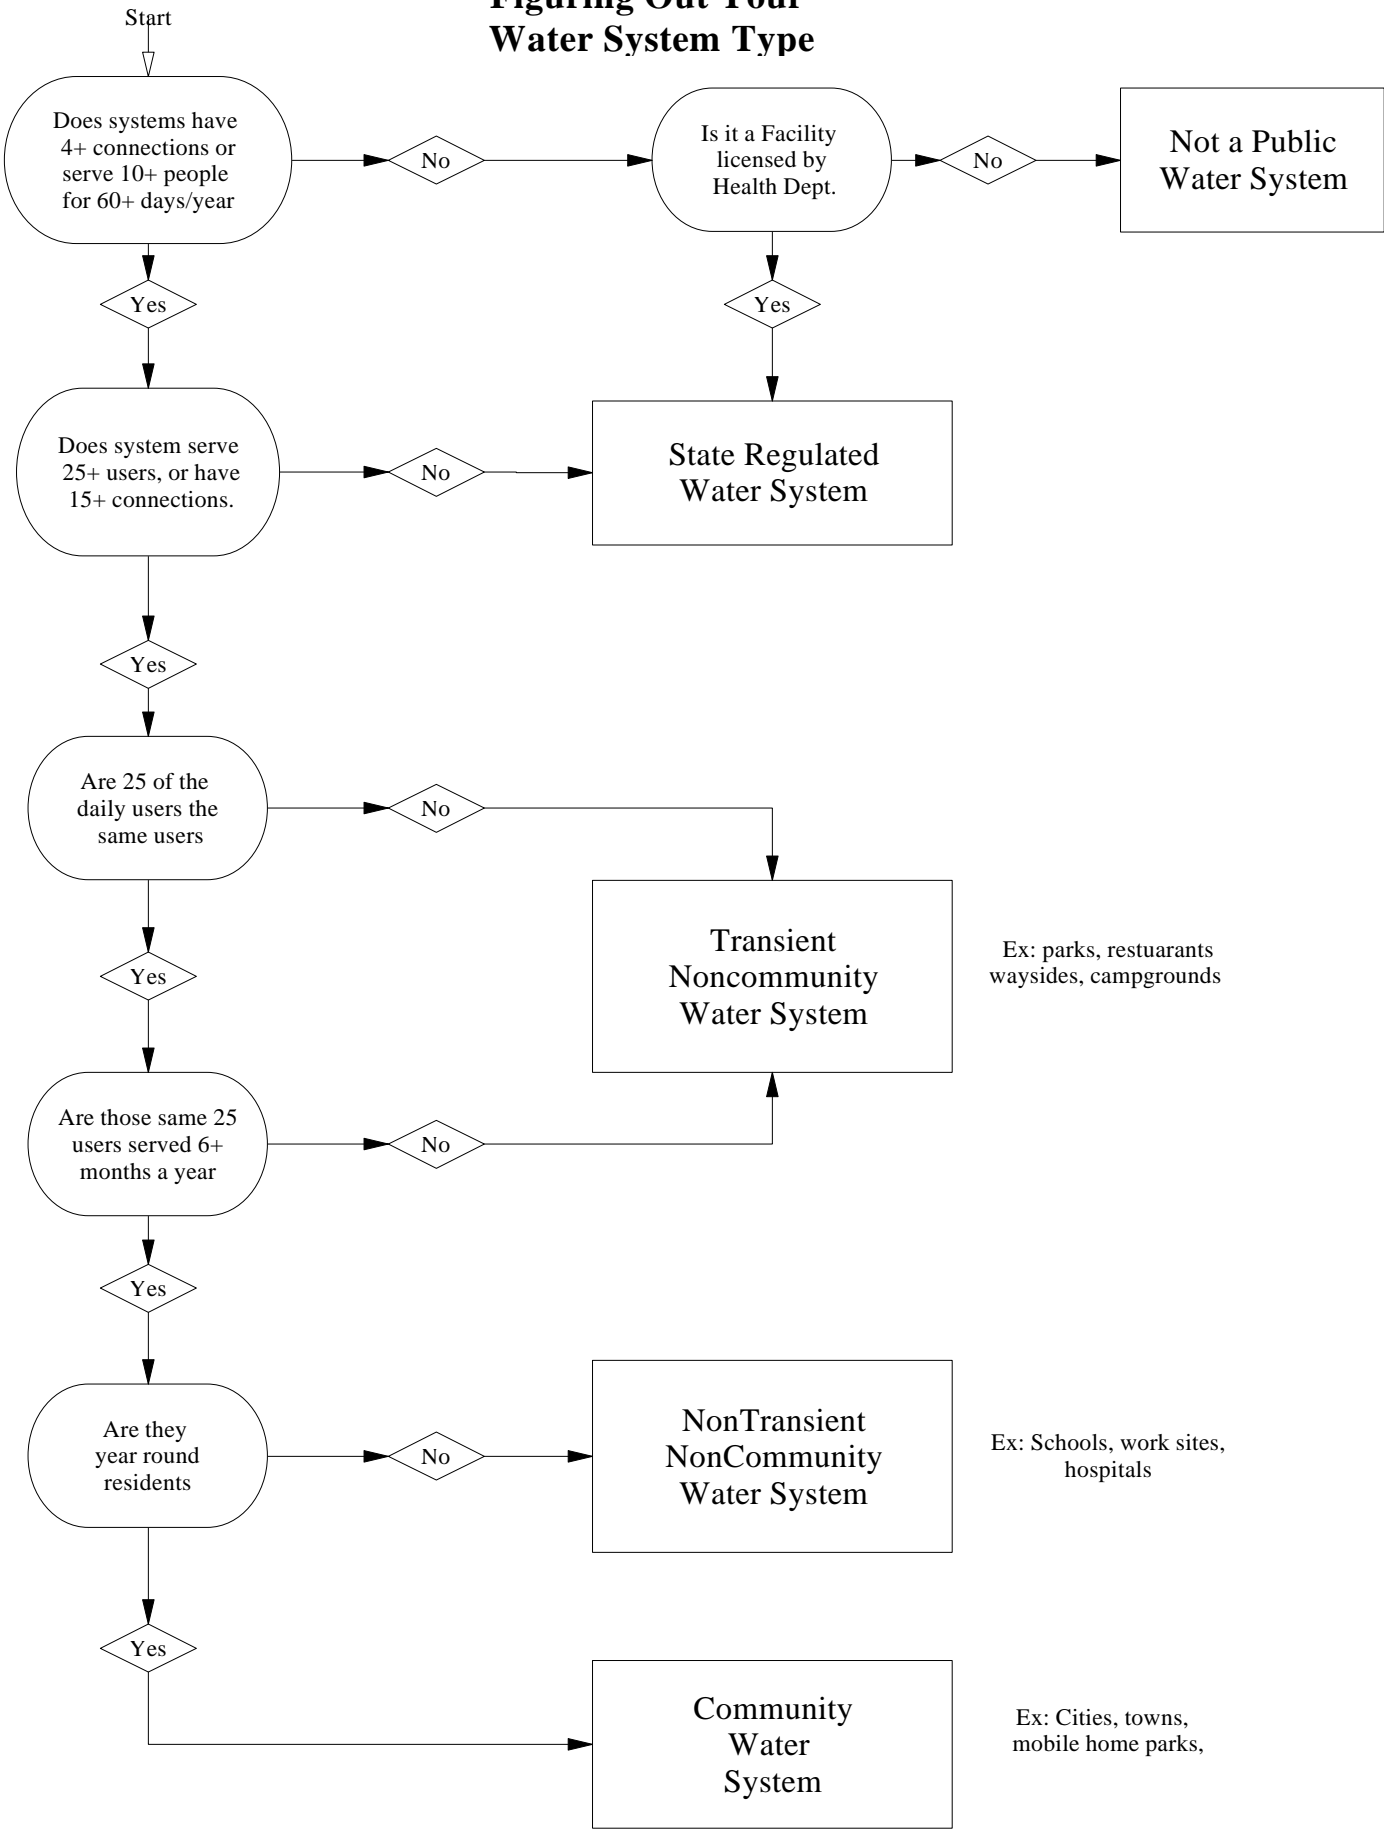 Figuring Out Your
Water System Type
Start
Does systems have
4+ connections or
serve 10+ people
for 60+ days/year
No
Is it a Facility
licensed by
Health Dept.
No
Not a Public
Water System
Yes
Yes
Does system serve
25+ users, or have
15+ connections.
No
State Regulated
Water System
Yes
Are 25 of the
daily users the
same users
No
Transient
Noncommunity
Water System
Ex: parks, restuarants
waysides, campgrounds
Yes
Are those same 25
users served 6+
months a year
No
Yes
Are they
year round
residents
No
NonTransient
NonCommunity
Water System
Ex: Schools, work sites,
hospitals
Yes
Community
Water
System
Ex: Cities, towns,
mobile home parks,